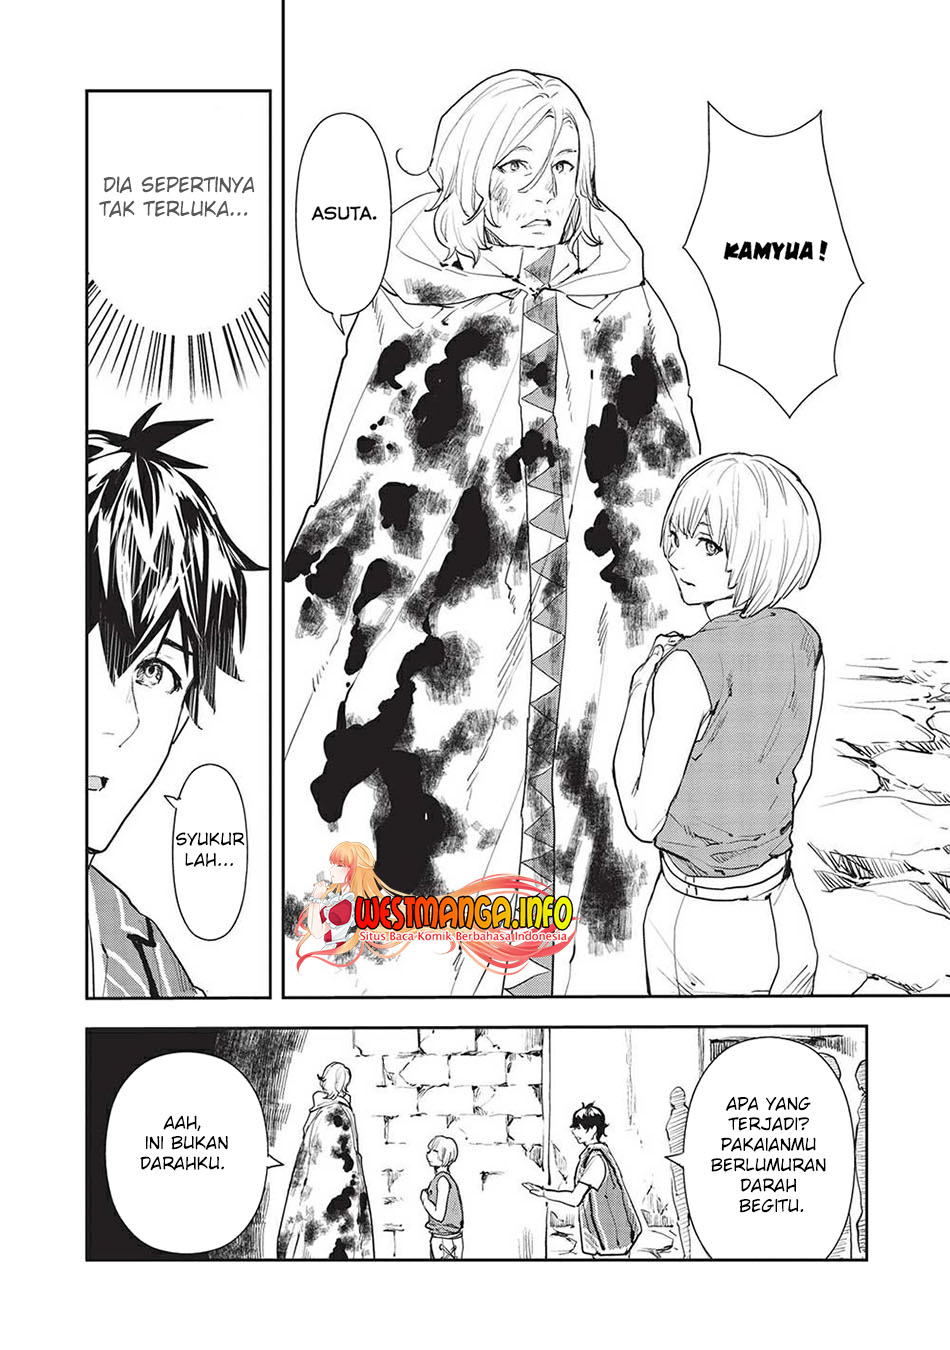 KAMYUA!
ASUTA.
DIA SEPERTINYA
TAK TERLUKA...
SYUKUR
LAH...
WESTMANGA.INFO
Situs Baca Komik Berbahasa Indonesia
APA YANG
TERJADI?
PAKAIANMU
BERLUMURAN
DARAH
BEGITU.
AAH,
INI BUKAN
DARAHKU.